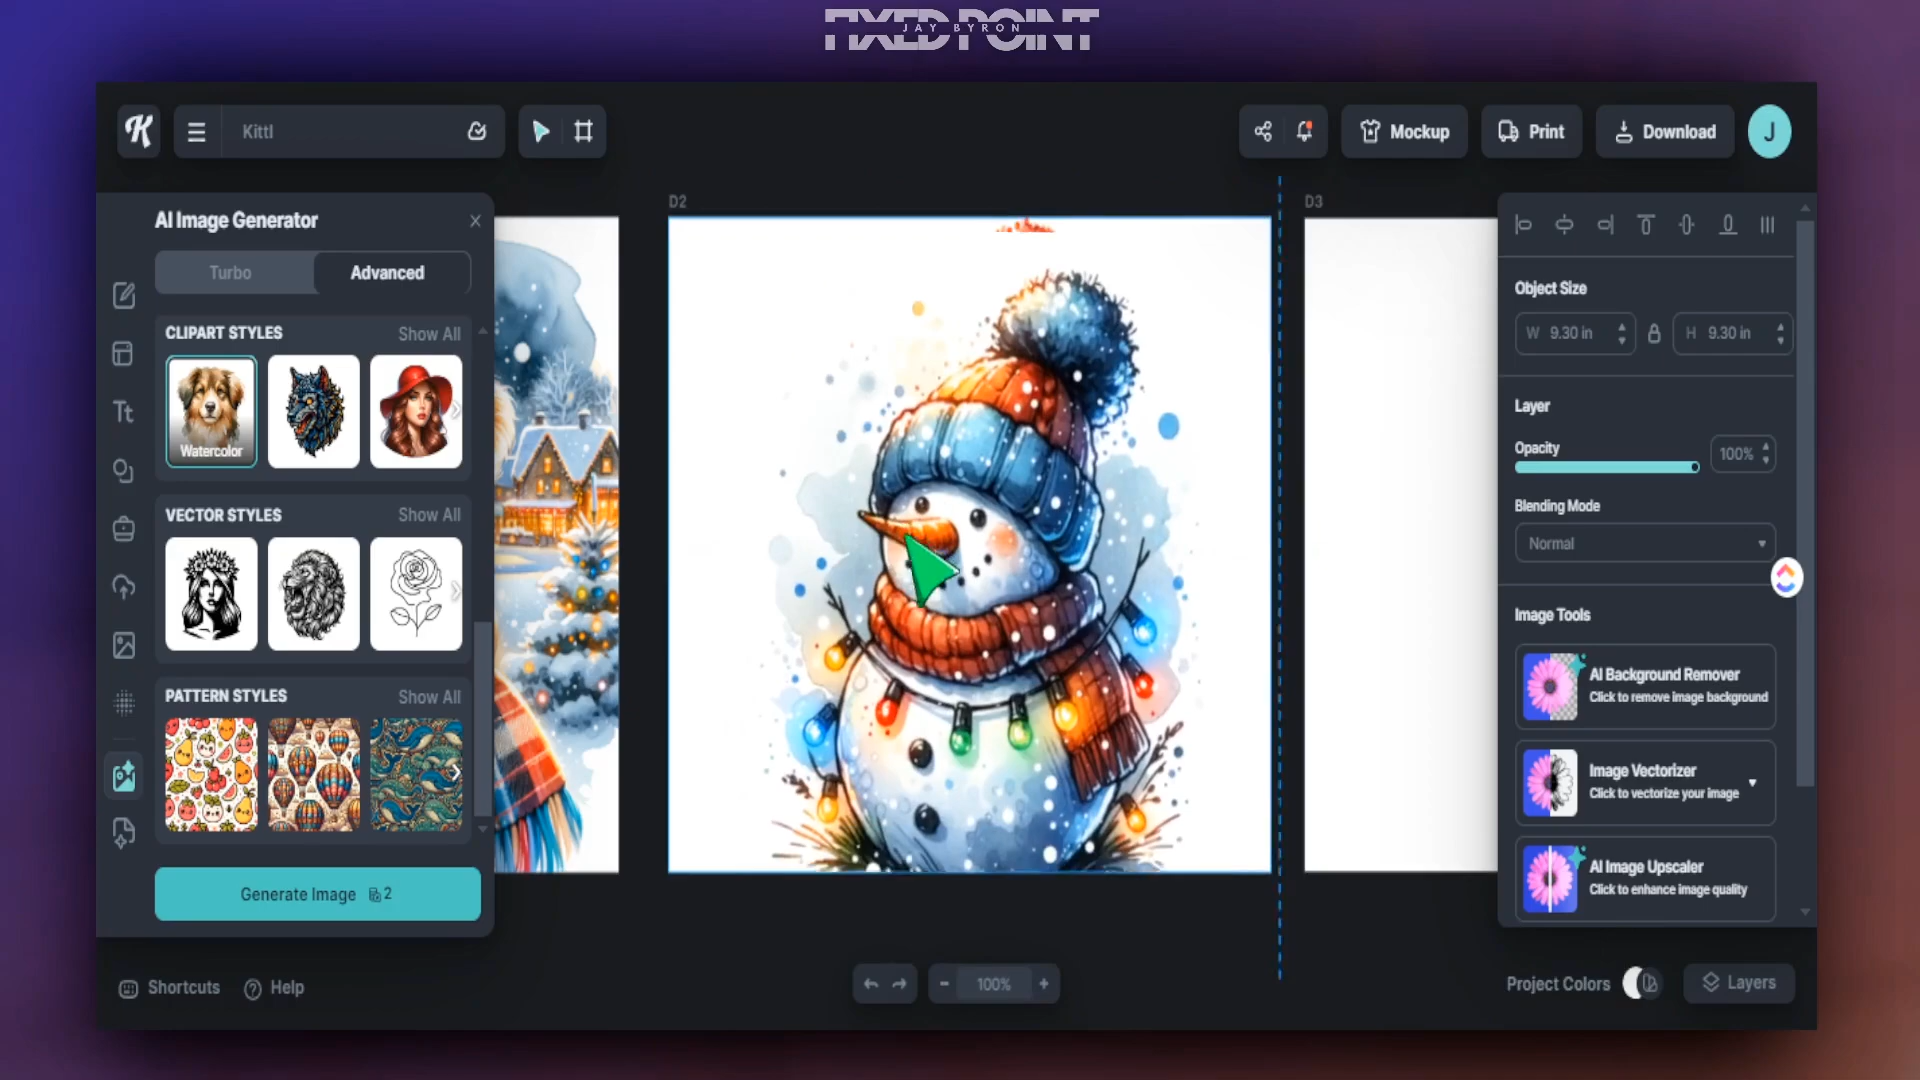 FIXED POINT
JAY BYRON
K
Kittl
Mockup
Print
Download
J
AI Image Generator
Turbo
Advanced
CLIPART STYLES
Show All
Watercolor
VECTOR STYLES
Show All
PATTERN STYLES
Show All
Generate Image 2
Tt
D2
D3
Object Size
W 9.30 in
H 9.30 in
Layer
Opacity
100%
Blending Mode
Normal
Image Tools
AI Background Remover
Click to remove image background
Image Vectorizer
Click to vectorize your image
AI Image Upscaler
Click to enhance image quality
Shortcuts
Help
- 100% +
Project Colors
Layers